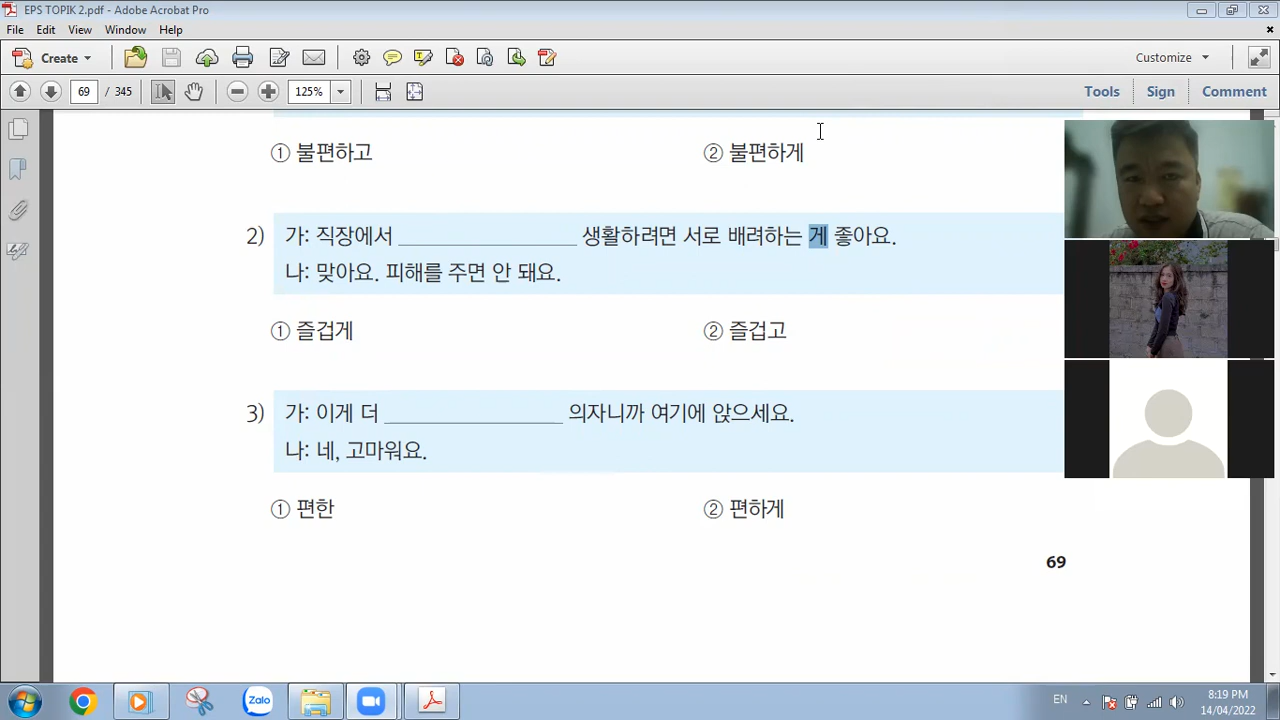 EPS TOPIK 2.pdf - Adobe Acrobat Pro
File Edit View Window Help
Create Customize
69 / 345 125% Tools Sign Comment
① 불편하고 ② 불편하게
2) 가: 직장에서 ____________ 생활하려면 서로 배려하는 게 좋아요.
나: 맞아요. 피해를 주면 안 돼요.
① 즐겁게 ② 즐겁고
3) 가: 이게 더 ____________ 의자니까 여기에 앉으세요.
나: 네, 고마워요.
① 편한 ② 편하게
69
Zalo EN 8:19 PM
14/04/2022